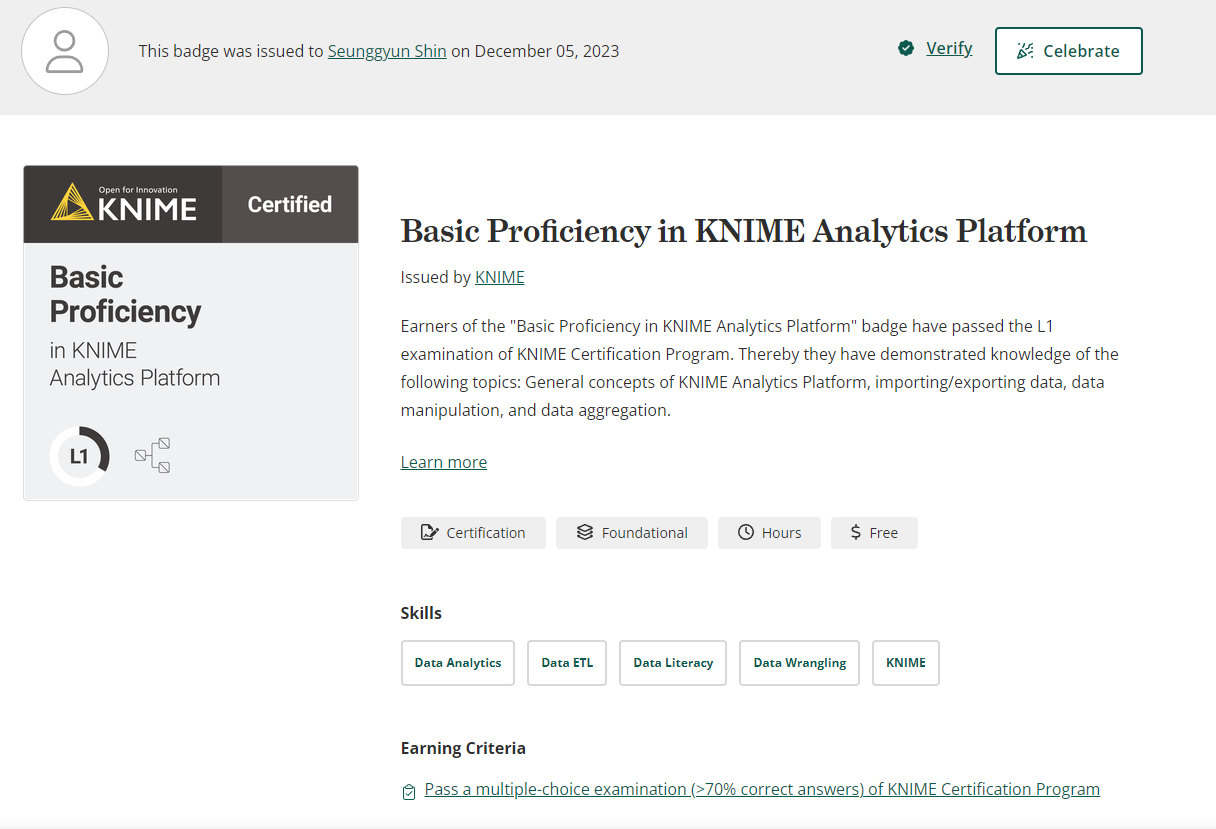 This badge was issued to Seunggyun Shin on December 05, 2023
Verify
Celebrate
Open for Innovation
KNIME
Certified
Basic
Proficiency
in KNIME
Analytics Platform
L1
Basic Proficiency in KNIME Analytics Platform
Issued by KNIME
Earners of the "Basic Proficiency in KNIME Analytics Platform" badge have passed the L1
examination of KNIME Certification Program. Thereby they have demonstrated knowledge of the
following topics: General concepts of KNIME Analytics Platform, importing/exporting data, data
manipulation, and data aggregation.
Learn more
Certification
Foundational
Hours
$ Free
Skills
Data Analytics
Data ETL
Data Literacy
Data Wrangling
KNIME
Earning Criteria
Pass a multiple-choice examination (>70% correct answers) of KNIME Certification Program